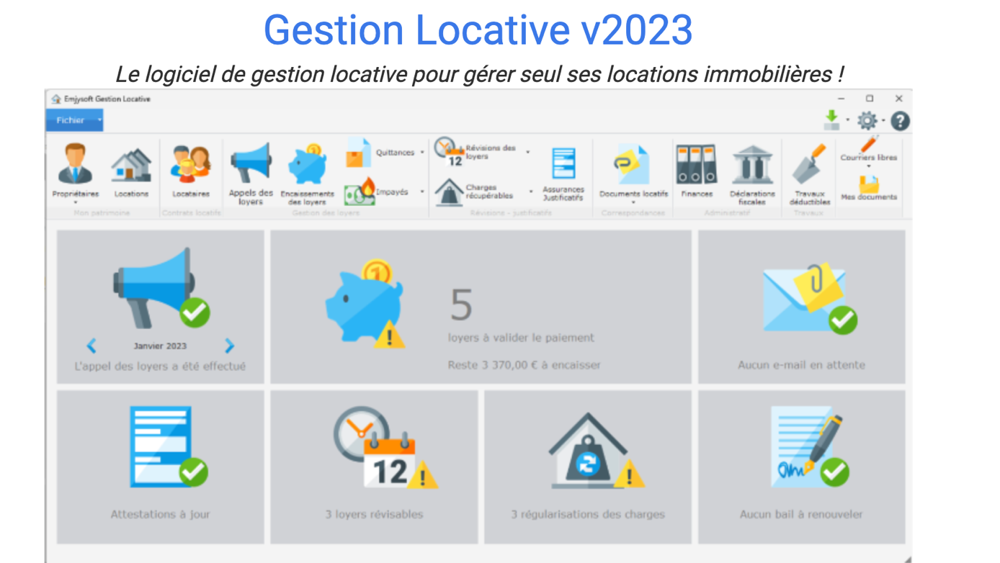 Gestion Locative v2023
Le logiciel de gestion locative pour gérer seul ses locations immobilières !
Emjysoft Gestion Locative
Fichier
Propriétaires
Locations
Mon patrimoine
Locataires
Contrats locatifs
Appels des
loyers
Encaissements
des loyers
Quittances
Impayés
Gestion des loyers
Révisions des
loyers
12
Charges
récupérables
Assurances
Justificatifs
Révisions - justificatifs
Documents locatifs
Correspondances
Finances
Déclarations
fiscales
Administratif
Travaux
déductibles
Travaux
Courriers libres
Mes documents
Janvier 2023
L'appel des loyers a été effectué
1
5
loyers à valider le paiement
Reste 3 370,00 € à encaisser
Aucun e-mail en attente
Attestations à jour
12
3 loyers révisables
3 régularisations des charges
Aucun bail à renouveler